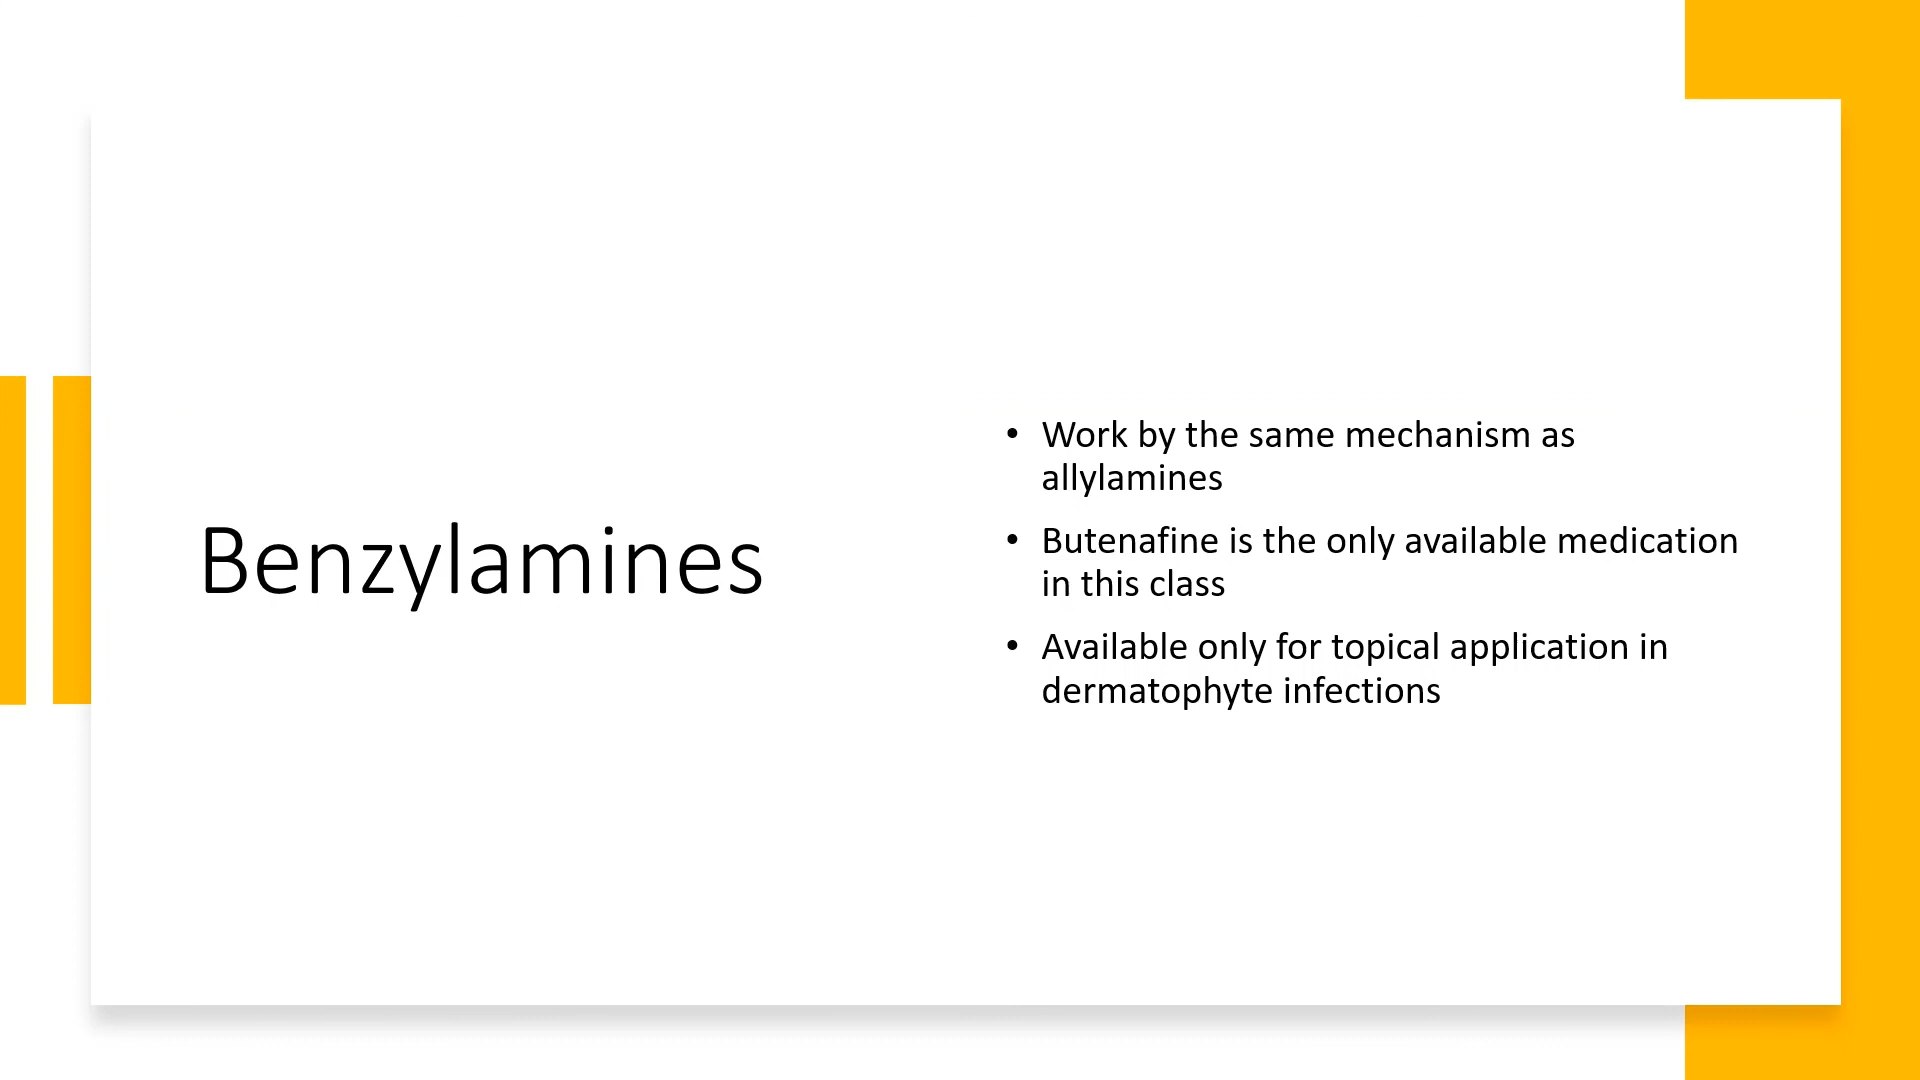 Benzylamines
• Work by the same mechanism as
allylamines
• Butenafine is the only available medication
in this class
• Available only for topical application in
dermatophyte infections